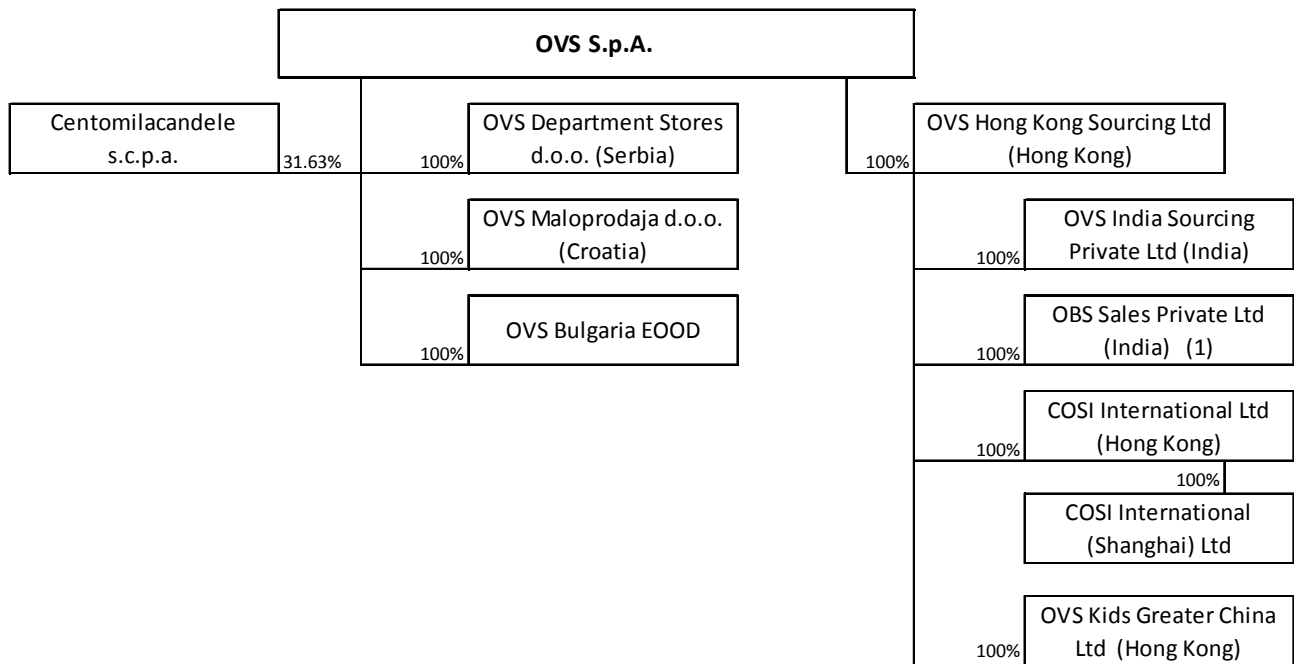 OVS S.p.A.
Centomilacandele
s.c.p.a.
31.63%
OVS Department Stores
d.o.o. (Serbia)
100%
OVS Hong Kong Sourcing Ltd
(Hong Kong)
100%
OVS Maloprodaja d.o.o.
(Croatia)
100%
OVS India Sourcing
Private Ltd (India)
100%
OVS Bulgaria EOOD
100%
OBS Sales Private Ltd
(India) (1)
100%
COSI International Ltd
(Hong Kong)
100%
100%
COSI International
(Shanghai) Ltd
OVS Kids Greater China
Ltd (Hong Kong)
100%